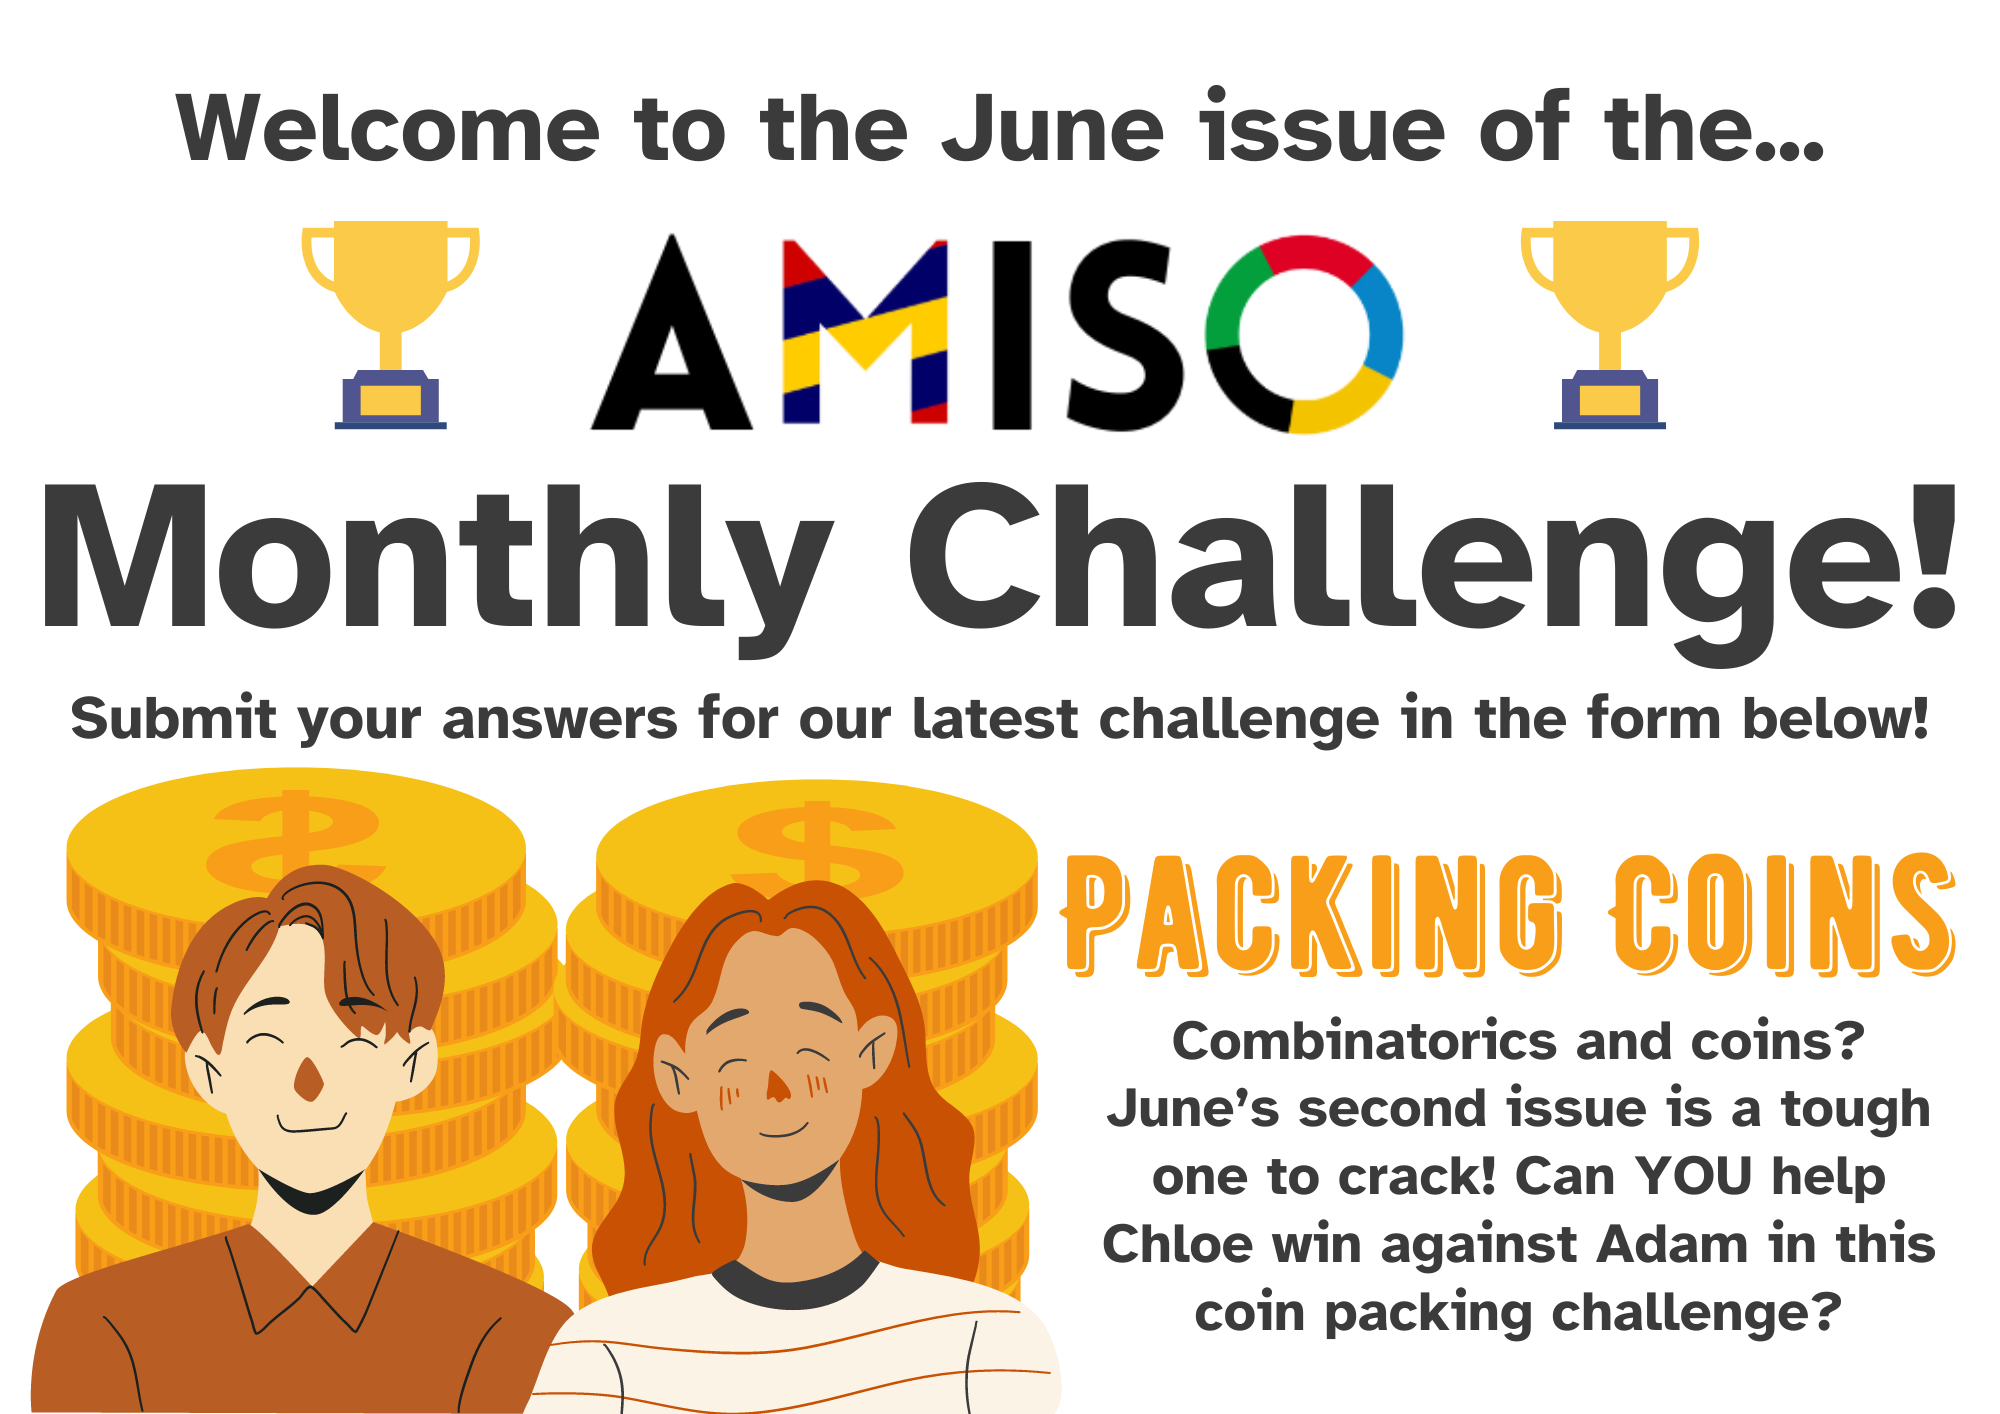 Welcome to the June issue of the...
AMISO
Monthly Challenge!
Submit your answers for our latest challenge in the form below!
$
$
PACKING COINS
Combinatorics and coins?
June’s second issue is a tough
one to crack! Can YOU help
Chloe win against Adam in this
coin packing challenge?